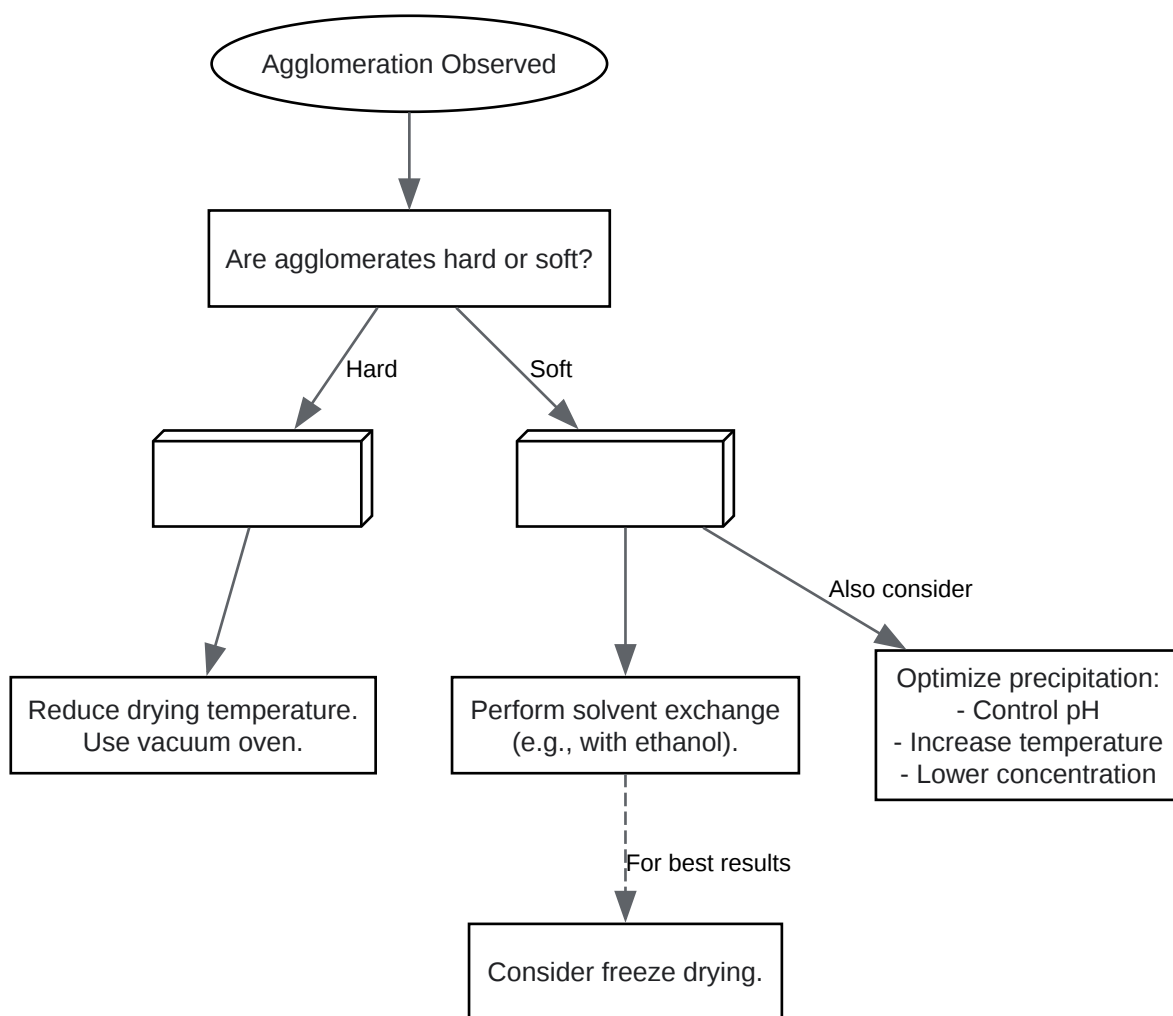 Agglomeration Observed
Are agglomerates hard or soft?
Hard
Soft
Also consider
Reduce drying temperature.
Use vacuum oven.
Perform solvent exchange
(e.g., with ethanol).
Optimize precipitation:
- Control pH
- Increase temperature
- Lower concentration
For best results
Consider freeze drying.